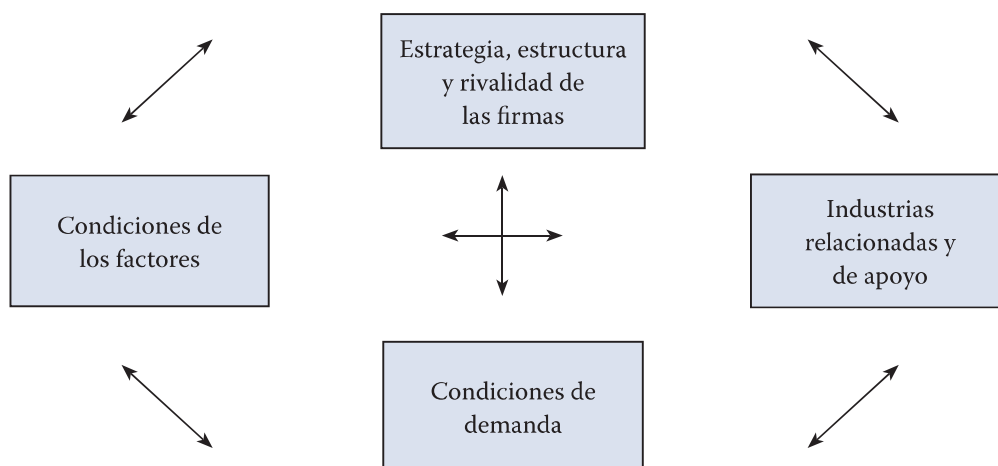 Estrategia, estructura
y rivalidad de
las firmas
Condiciones de
los factores
Industrias
relacionadas y
de apoyo
Condiciones de
demanda